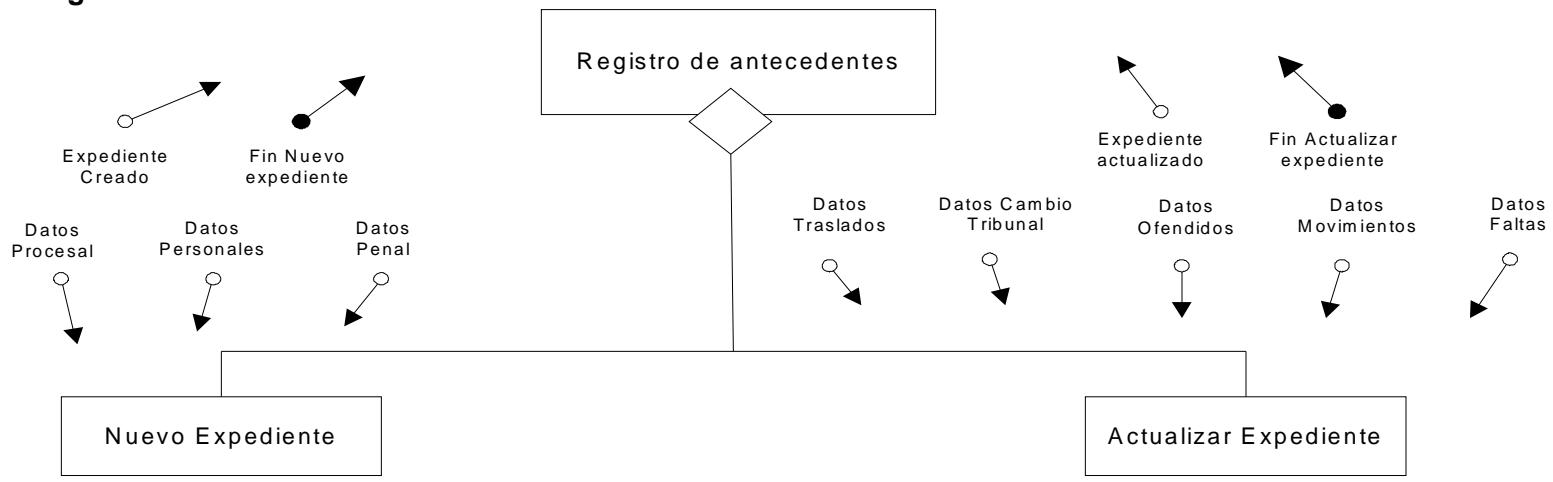 Registro de antecedentes
Expediente
Creado
Fin Nuevo
expediente
Expediente
actualizado
Fin Actualizar
expediente
Datos
Procesal
Datos
Personales
Datos
Penal
Datos
Traslados
Datos Cambio
Tribunal
Datos
Ofendidos
Datos
Movimientos
Datos
Faltas
Nuevo Expediente
Actualizar Expediente